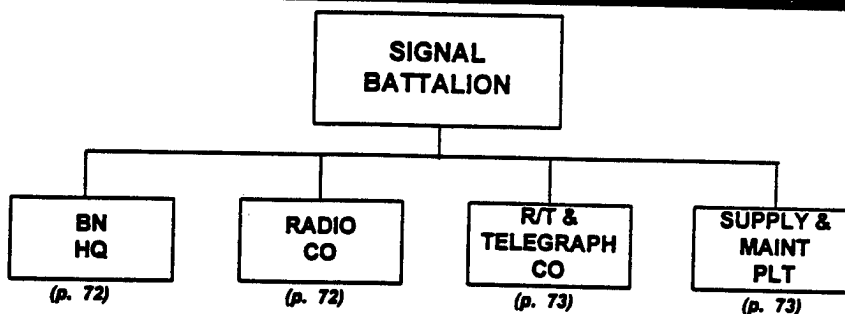 SIGNAL
BATTALION
BN
HQ
(p. 72)
RADIO
CO
(p. 72)
R/T &
TELEGRAPH
CO
(p. 73)
SUPPLY &
MAINT
PLT
(p. 73)